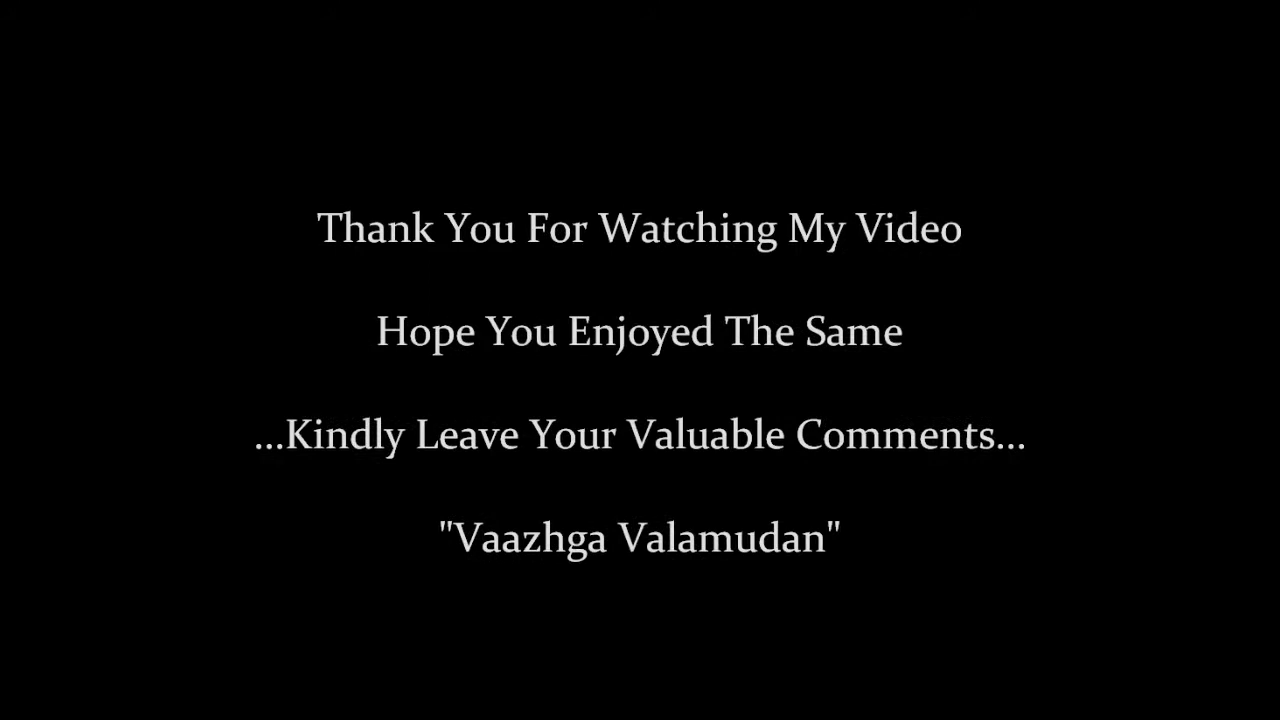 Thank You For Watching My Video
Hope You Enjoyed The Same
...Kindly Leave Your Valuable Comments...
"Vaazhga Valamudan"